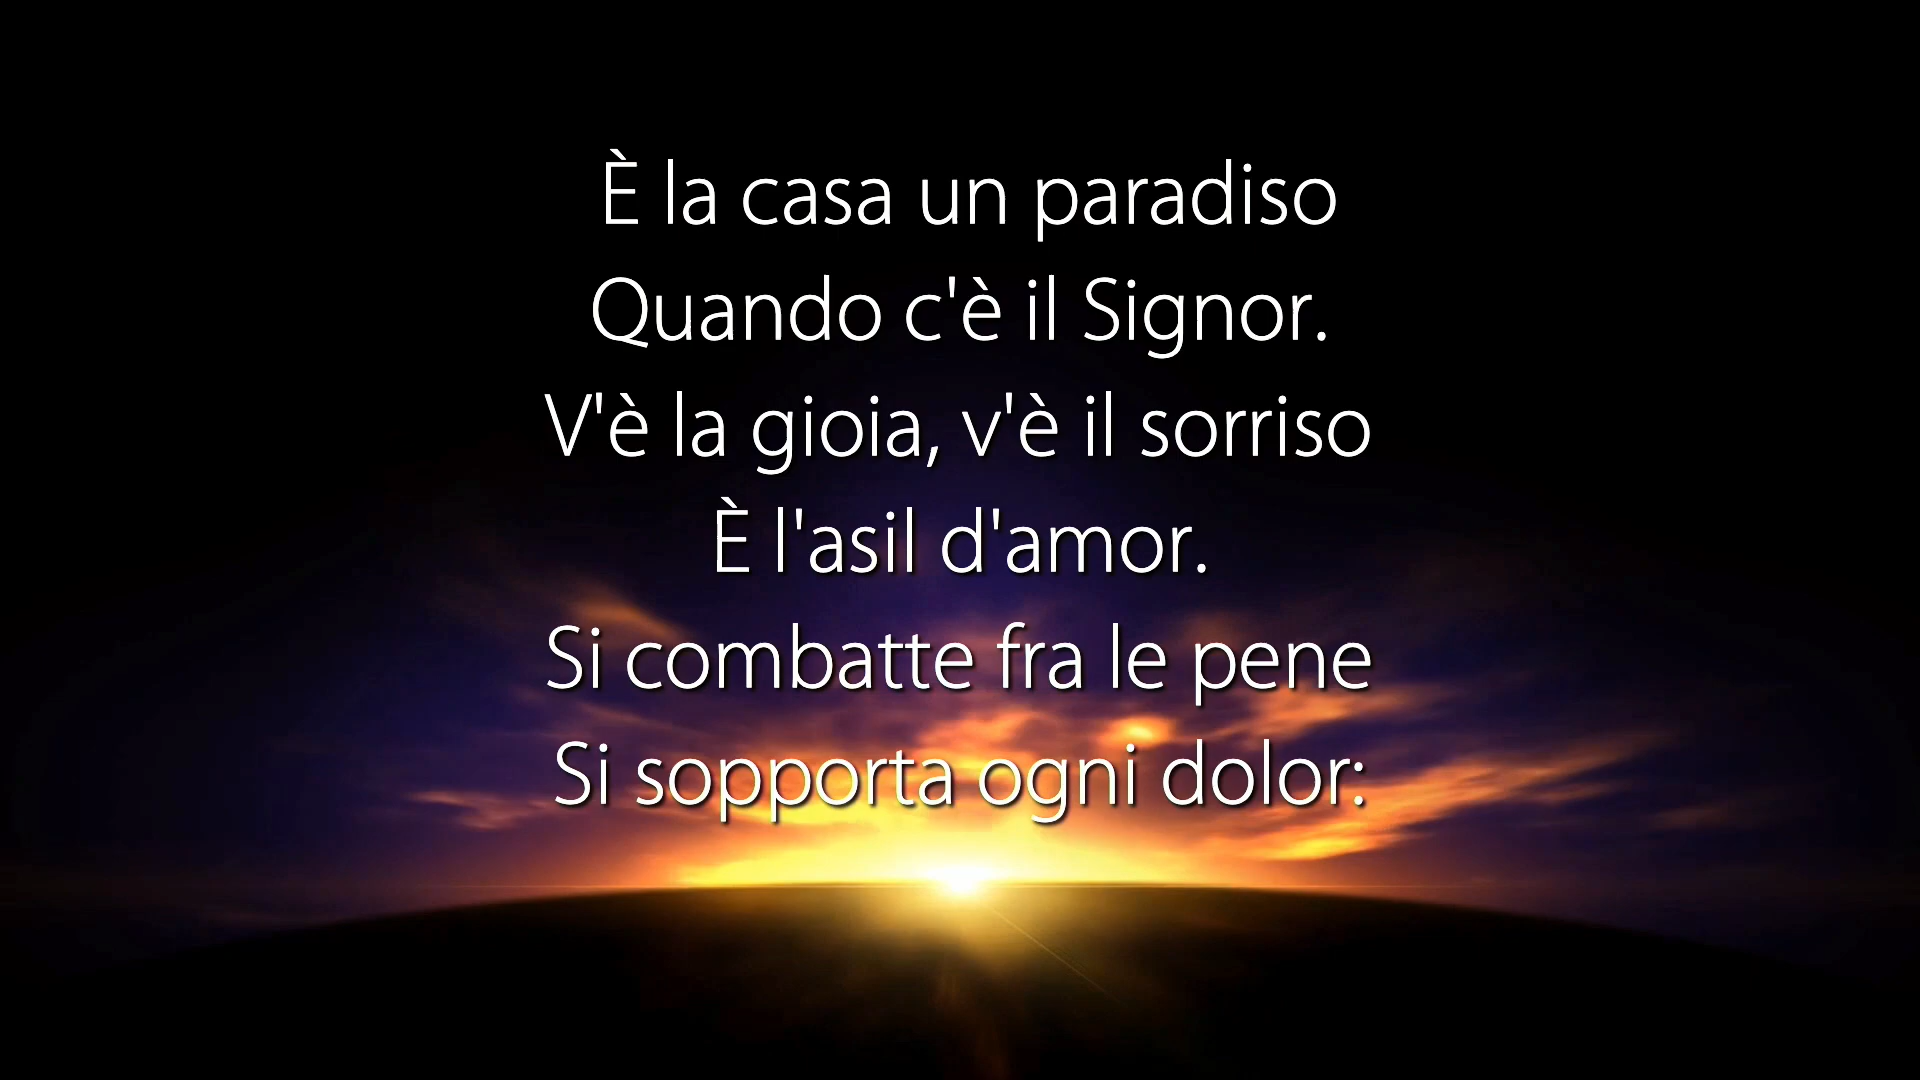 È la casa un paradiso
Quando c'è il Signor.
V'è la gioia, v'è il sorriso
È l'asil d'amor.
Si combatte fra le pene
Si sopporta ogni dolor: